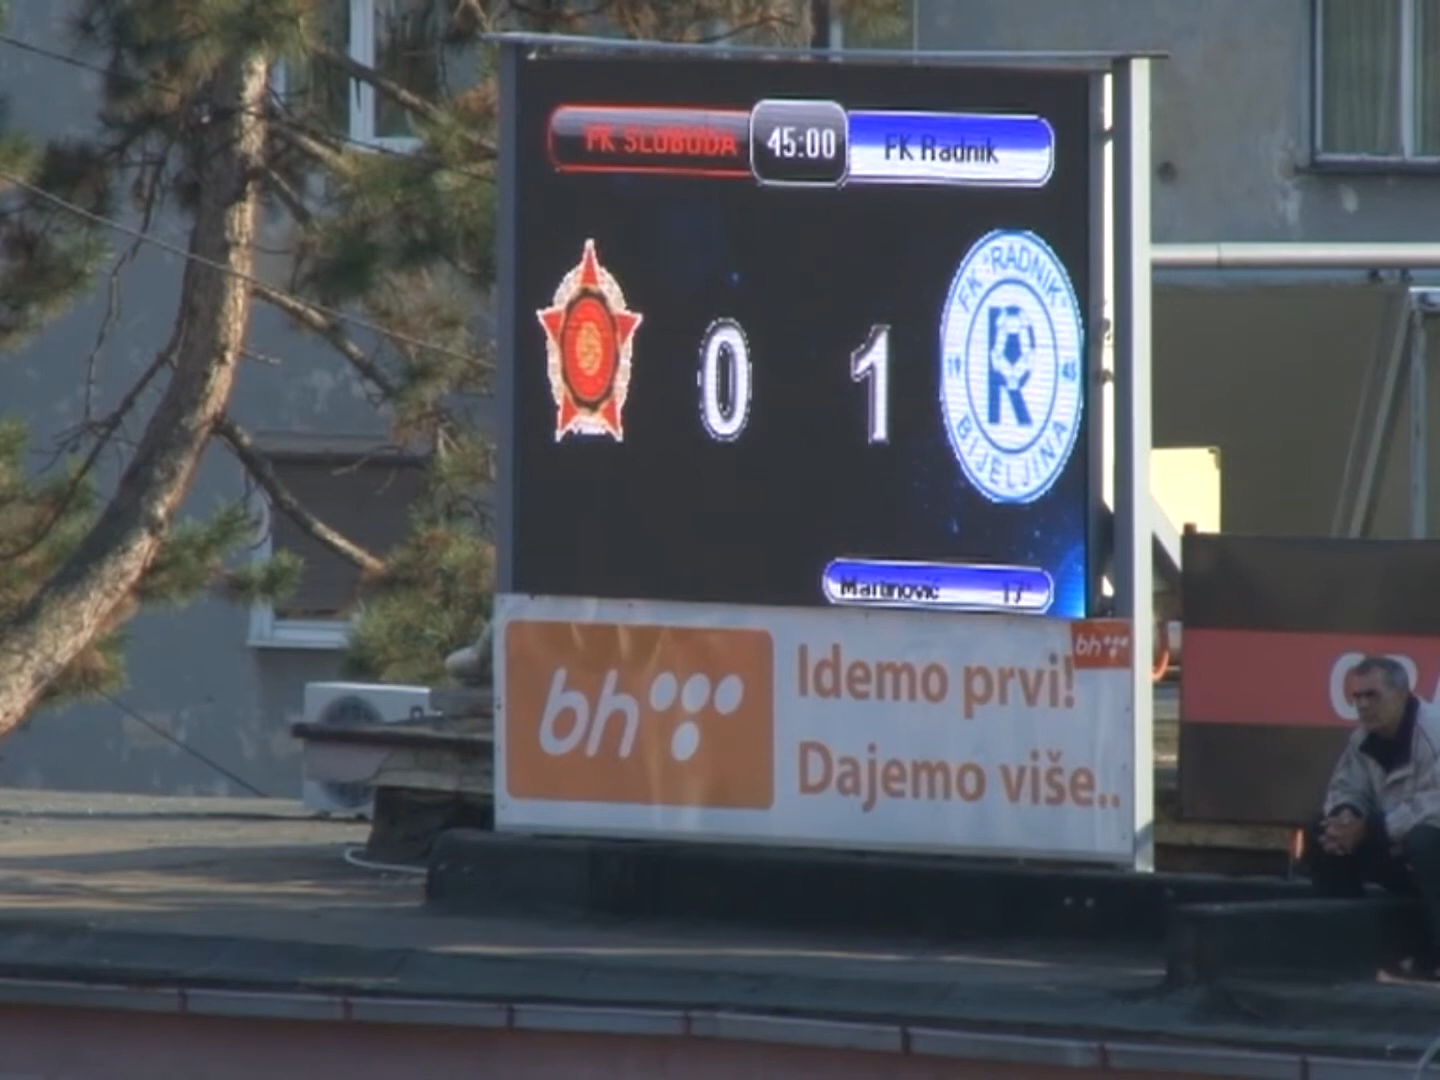 FK SLOBODA 45:00 FK Radnik
0 1
FK "RADNIK"
19 45
BIJELJINA
Martinović 17'
bh
Idemo prvi!
bh
Dajemo više..